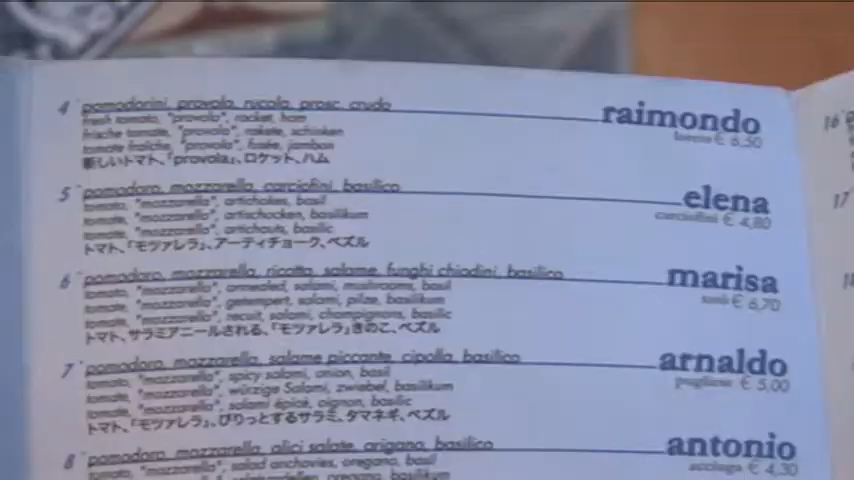 4 pomodorini, provola, rucola, prosc. crudo
raimondo
fresh tomato, "provola", rocket, ham
€ 6,50
frische tomate, "provola", rakete, schinken
tomate fraîche, "provola", fusée, jambon
新しいトマト、「provola」、ロケット、ハム
5 pomodoro, mozzarella, carciofini, basilico
elena
tomato, "mozzarella", artichokes, basil
carciofini € 4,80
tomate, "mozzarella", artischocken, basilikum
tomate, "mozzarella", artichauts, basilic
トマト、「モツァレラ」、アーティチョーク、ベズル
6 pomodoro, mozzarella, ricotta, salame, funghi chiodini, basilico
marisa
tomato, "mozzarella", annealed, salami, mushrooms, basil
€ 6,70
tomate, "mozzarella", getempert, salami, pilze, basilikum
tomate, "mozzarella", recuit, salami, champignons, basilic
トマト、サラミアニールされる、「モツァレラ」きのこ、ベズル
7 pomodoro, mozzarella, salame piccante, cipolla, basilico
arnaldo
tomato, "mozzarella", spicy salami, onion, basil
pugliese € 5,00
tomate, "mozzarella", würzige Salami, zwiebel, basilikum
tomate, "mozzarella", salami épicé, oignon, basilic
トマト、「モツァレラ」、ぴりっとするサラミ、タマネギ、ベズル
8 pomodoro, mozzarella, alici salate, origano, basilico
antonio
tomato, "mozzarella", salad anchovies, oregano, basil
acciuga € 4,30
16
17